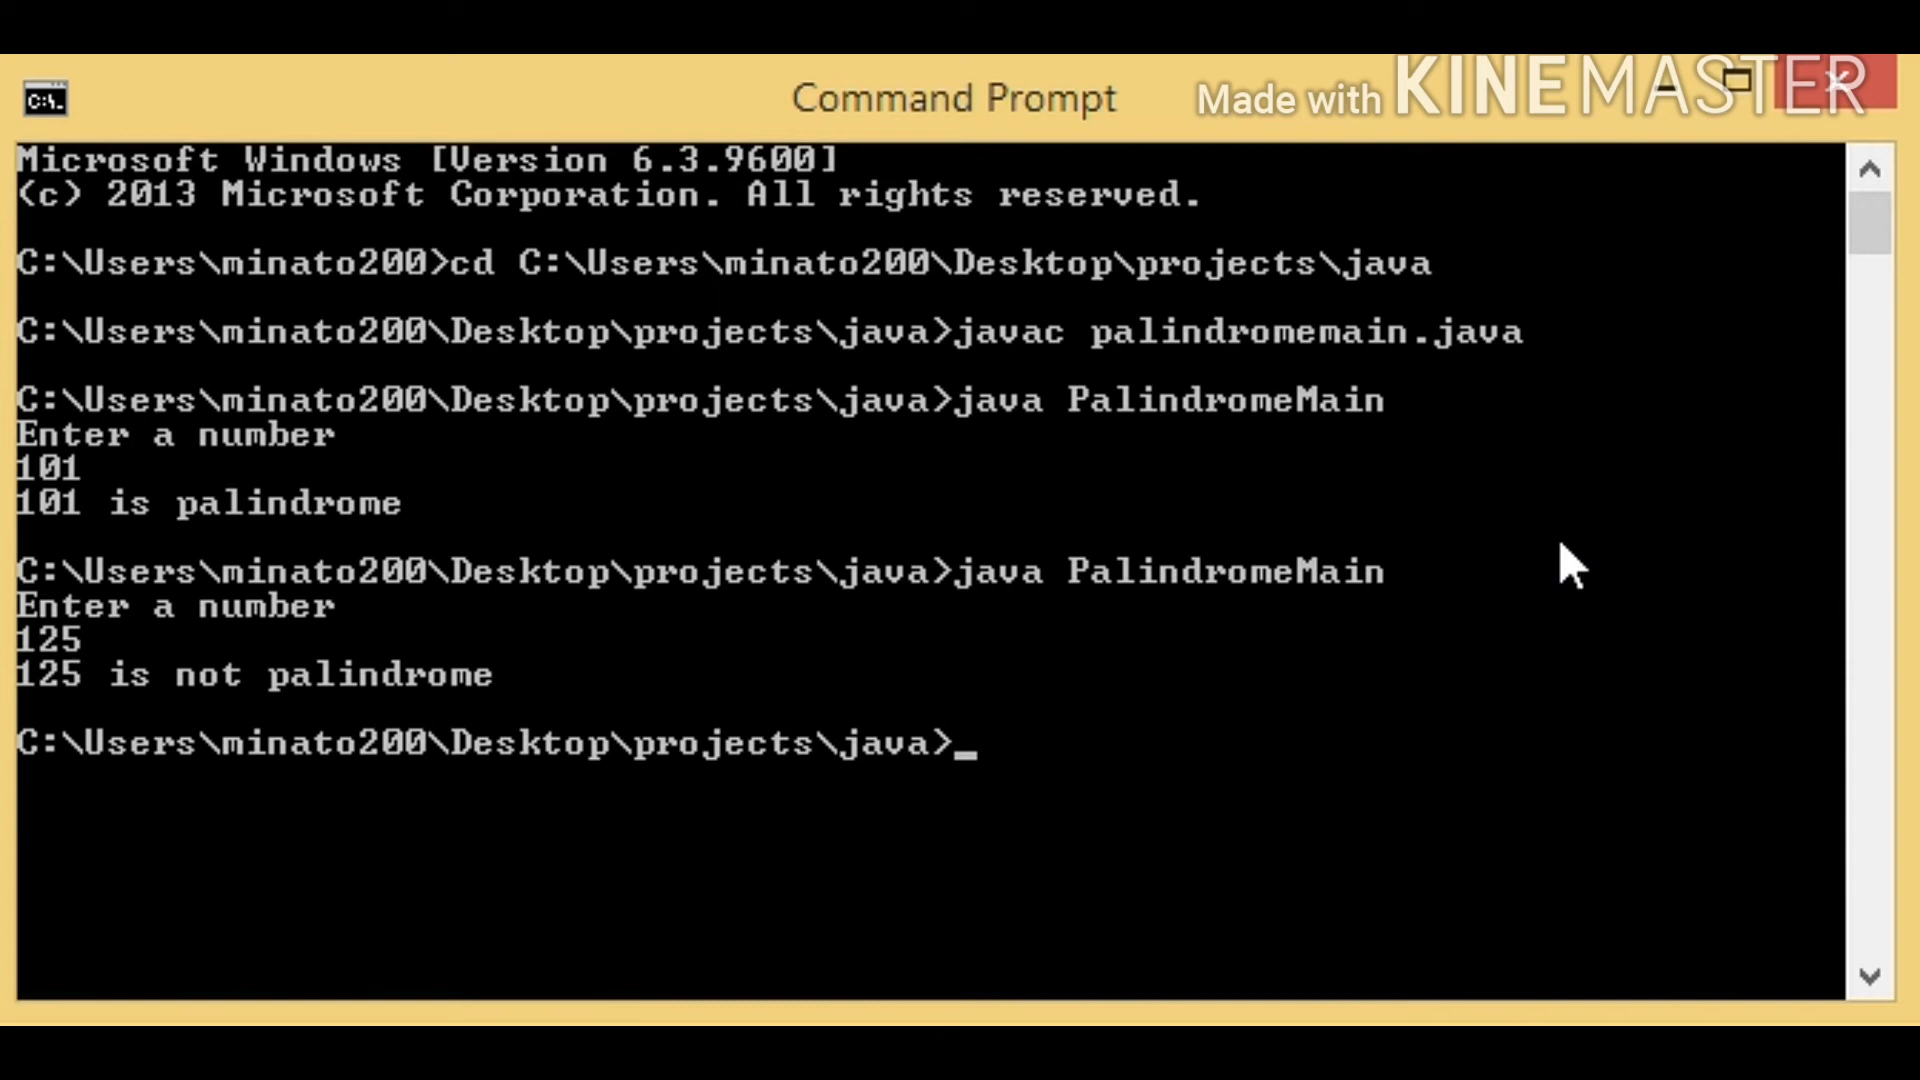 Command Prompt
Made with KINEMASTER
C:\.
Microsoft Windows [Version 6.3.9600]
(c) 2013 Microsoft Corporation. All rights reserved.
C:\Users\minato200>cd C:\Users\minato200\Desktop\projects\java
C:\Users\minato200\Desktop\projects\java>javac palindromemain.java
C:\Users\minato200\Desktop\projects\java>java PalindromeMain
Enter a number
101
101 is palindrome
C:\Users\minato200\Desktop\projects\java>java PalindromeMain
Enter a number
125
125 is not palindrome
C:\Users\minato200\Desktop\projects\java>_